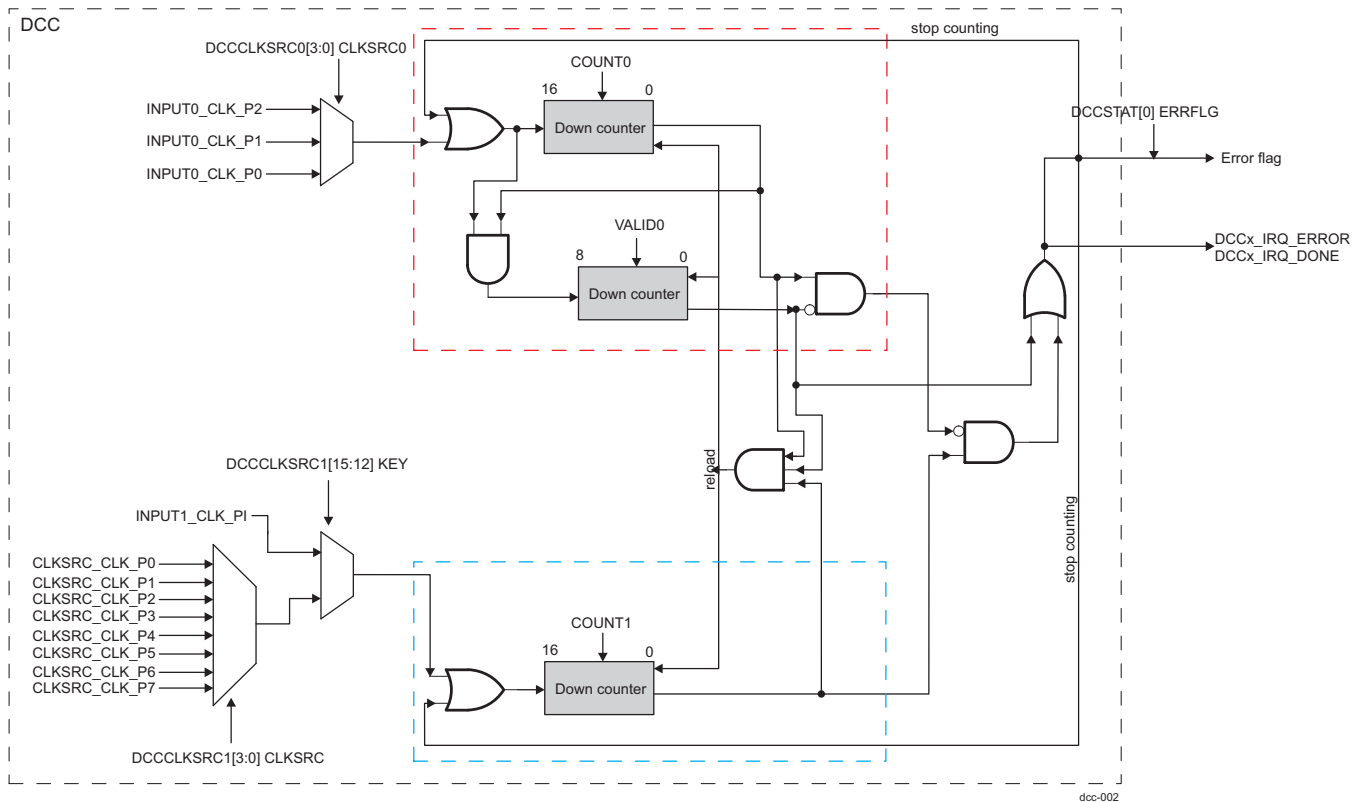 DCC
stop counting
DCCCLKSRC0[3:0] CLKSRC0
COUNT0
16
0
INPUT0_CLK_P2
INPUT0_CLK_P1
INPUT0_CLK_P0
Down counter
DCCSTAT[0] ERRFLG
Error flag
VALID0
8
0
Down counter
DCCx_IRQ_ERROR
DCCx_IRQ_DONE
reload
DCCCLKSRC1[15:12] KEY
INPUT1_CLK_PI
stop counting
CLKSRC_CLK_P0
CLKSRC_CLK_P1
CLKSRC_CLK_P2
CLKSRC_CLK_P3
CLKSRC_CLK_P4
CLKSRC_CLK_P5
CLKSRC_CLK_P6
CLKSRC_CLK_P7
COUNT1
16
0
Down counter
DCCCLKSRC1[3:0] CLKSRC
dcc-002